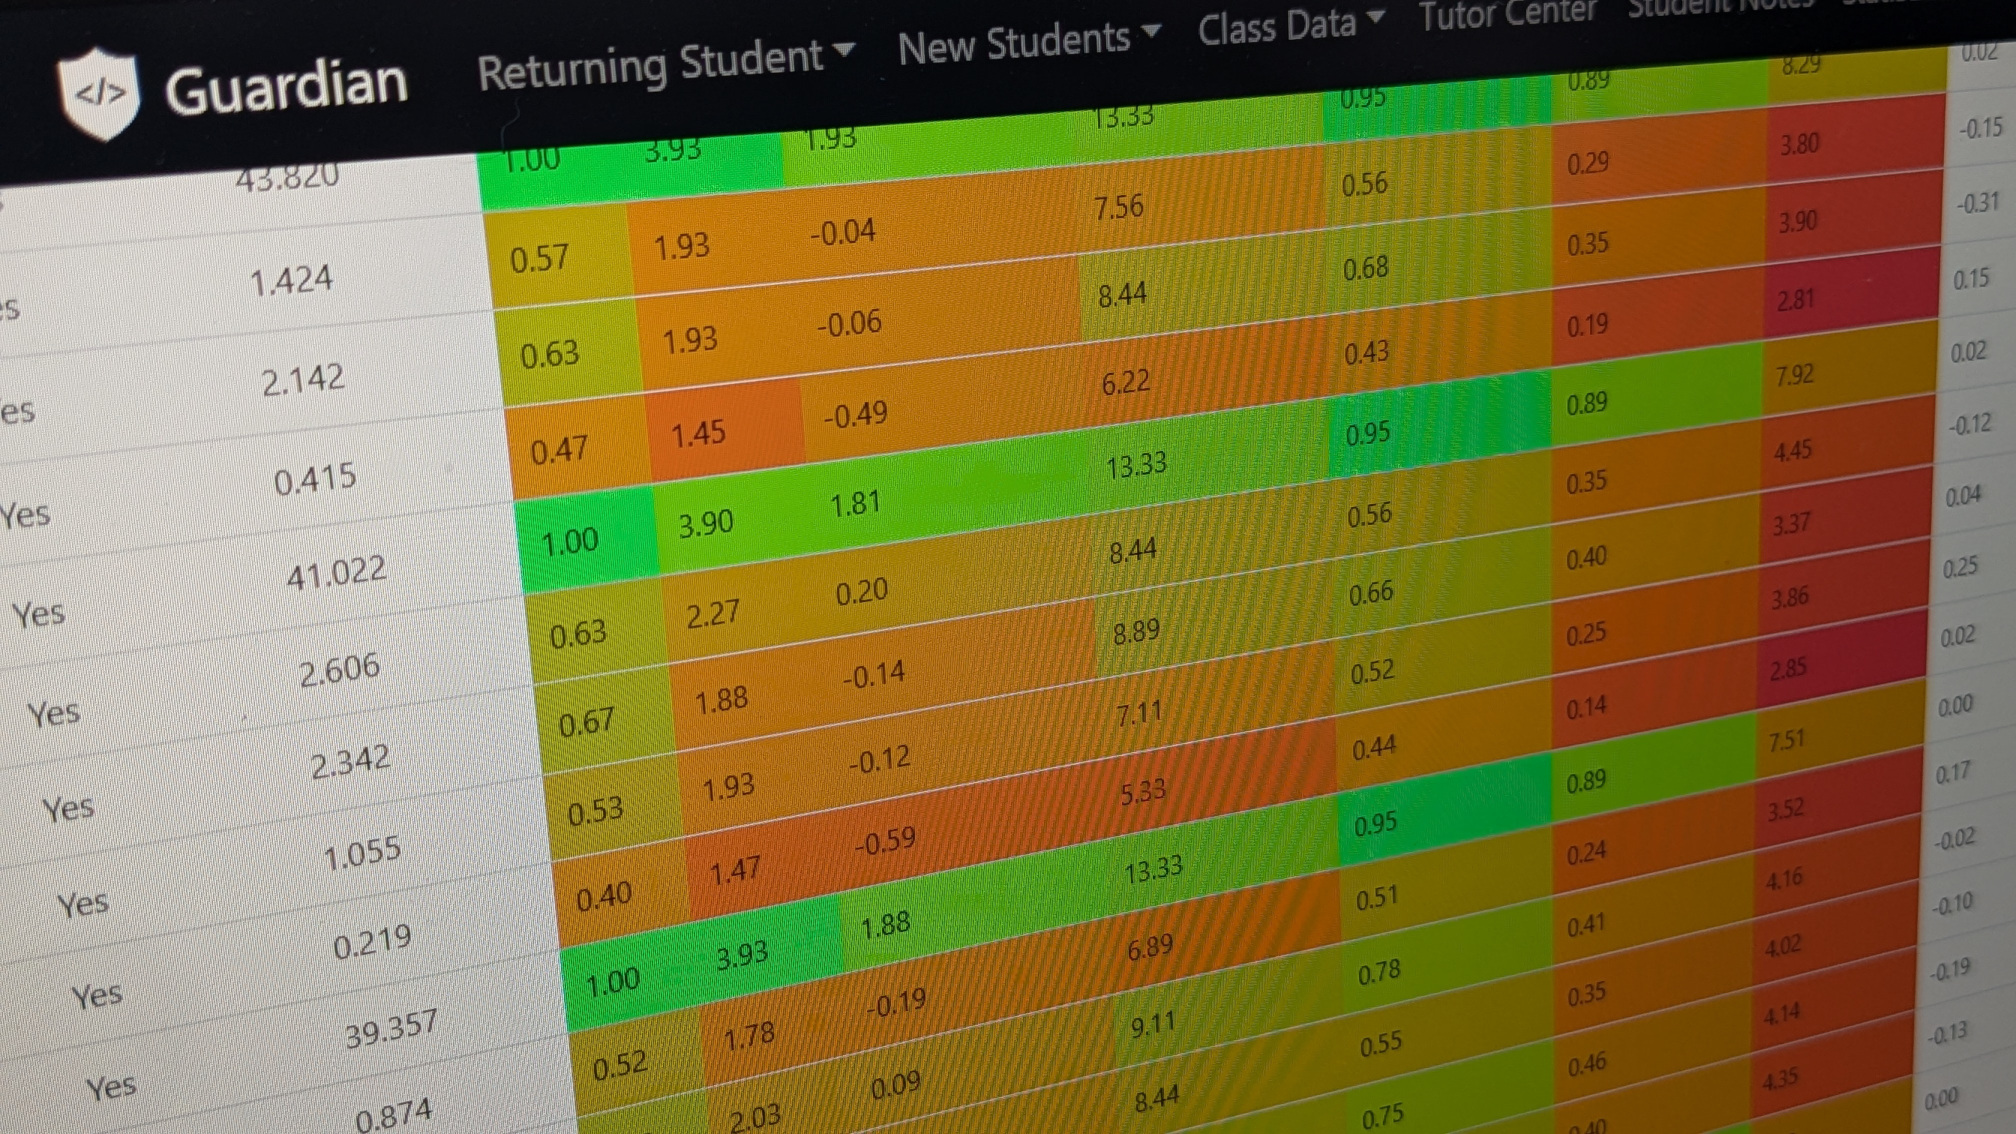 Guardian Returning Student New Students Class Data Tutor Center Student Notes
43.820 1.00 3.93 1.93 13.33 0.95 0.89 8.29 0.02
es 1.424 0.57 1.93 -0.04 7.56 0.56 0.29 3.80 -0.15
es 2.142 0.63 1.93 -0.06 8.44 0.68 0.35 3.90 -0.31
Yes 0.415 0.47 1.45 -0.49 6.22 0.43 0.19 2.81 0.15
Yes 41.022 1.00 3.90 1.81 13.33 0.95 0.89 7.92 0.02
Yes 2.606 0.63 2.27 0.20 8.44 0.56 0.35 4.45 -0.12
Yes 2.342 0.67 1.88 -0.14 8.89 0.66 0.40 3.37 0.04
Yes 1.055 0.53 1.93 -0.12 7.11 0.52 0.25 3.86 0.25
Yes 0.219 0.40 1.47 -0.59 5.33 0.44 0.14 2.85 0.02
Yes 39.357 1.00 3.93 1.88 13.33 0.95 0.89 7.51 0.00
0.874 0.52 1.78 -0.19 6.89 0.51 0.24 3.52 0.17
2.03 0.09 9.11 0.78 0.41 4.16 -0.02
8.44 0.55 0.35 4.02 -0.10
0.75 0.46 4.14 -0.19
0.40 4.35 -0.13
0.00